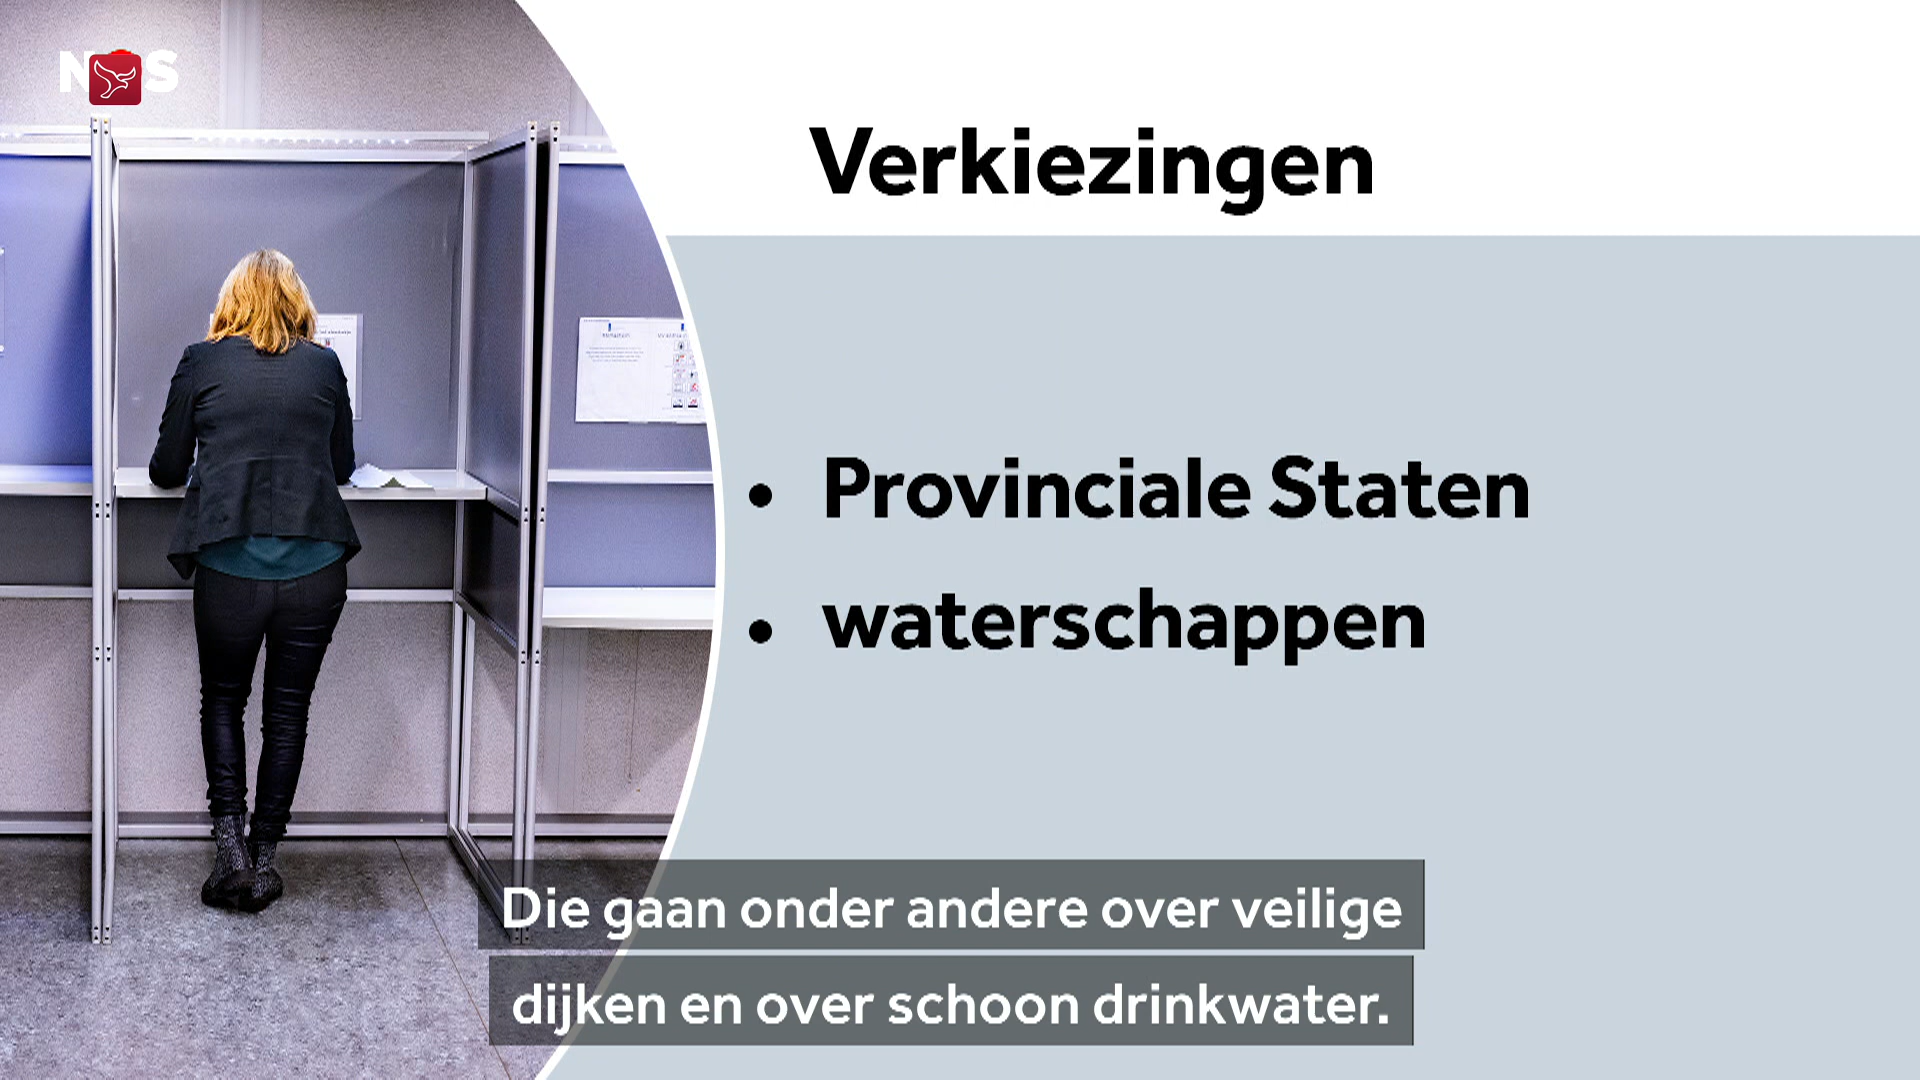 NOS
Verkiezingen
• Provinciale Staten
• waterschappen
Die gaan onder andere over veilige
dijken en over schoon drinkwater.